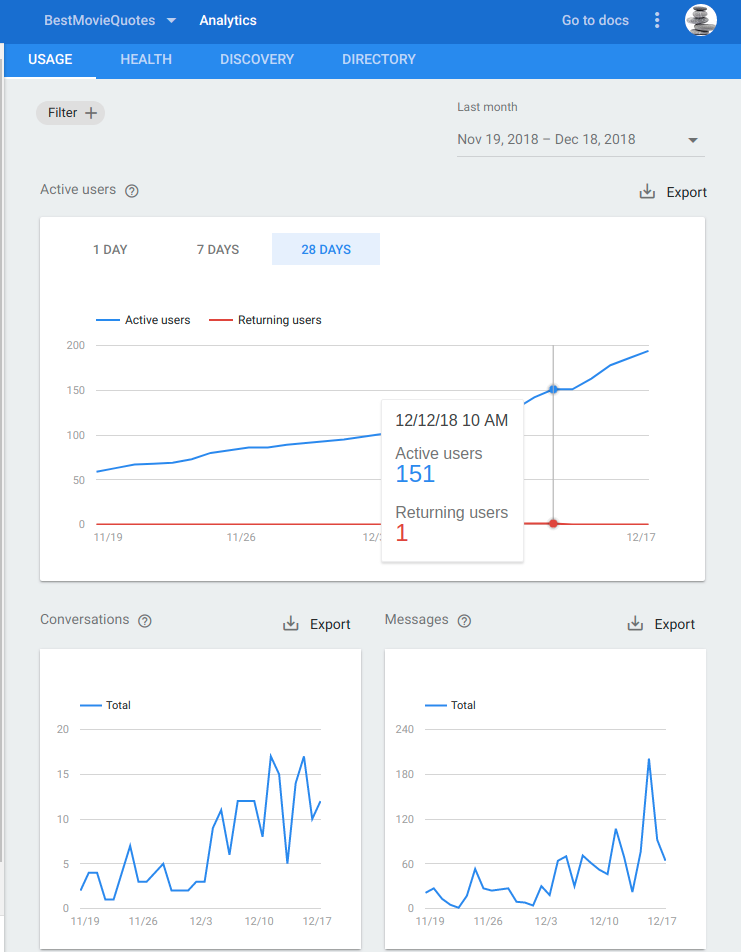 BestMovieQuotes Analytics Go to docs
USAGE HEALTH DISCOVERY DIRECTORY
Filter
Last month
Nov 19, 2018 – Dec 18, 2018
Active users
Export
1 DAY 7 DAYS 28 DAYS
Active users Returning users
200
150
100
50
0
11/19 11/26 12/3 12/17
12/12/18 10 AM
Active users
151
Returning users
1
Conversations
Export
Total
20
15
10
5
0
11/19 11/26 12/3 12/10 12/17
Messages
Export
Total
240
180
120
60
0
11/19 11/26 12/3 12/10 12/17